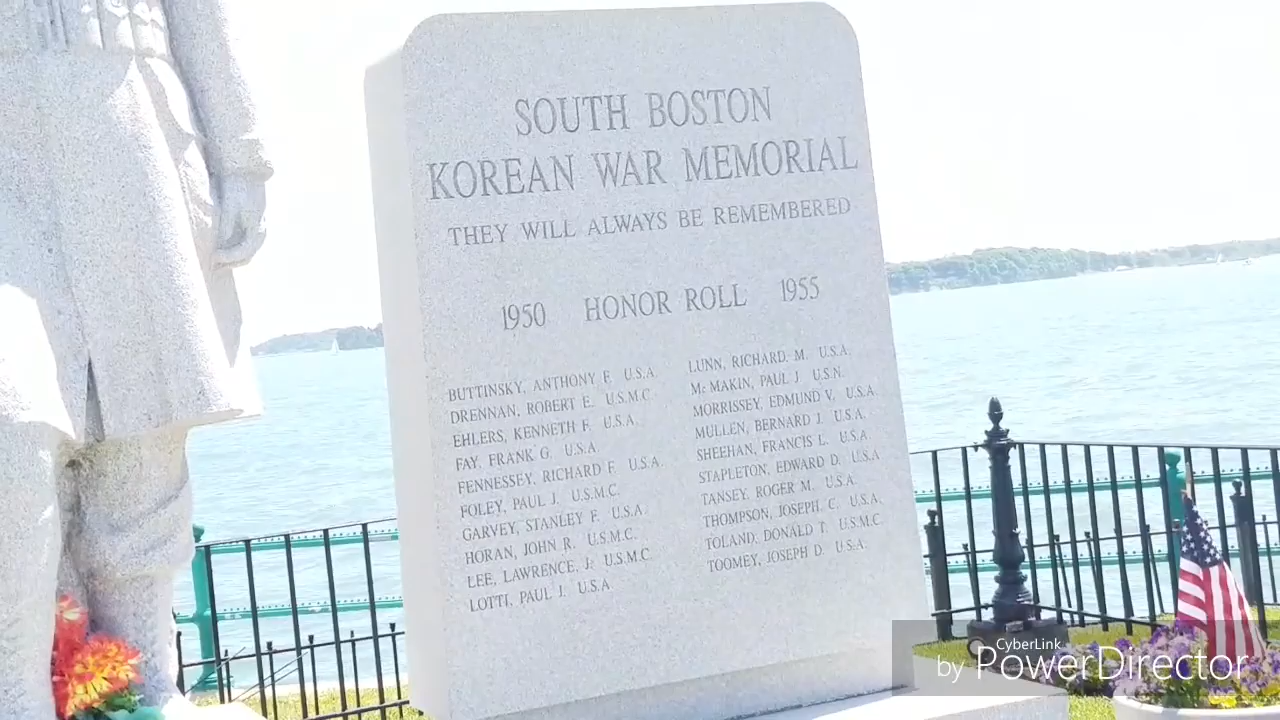 SOUTH BOSTON
KOREAN WAR MEMORIAL
THEY WILL ALWAYS BE REMEMBERED
1950 HONOR ROLL 1955
BUTTINSKY, ANTHONY F. U.S.A.
DRENNAN, ROBERT E. U.S.M.C.
EHLERS, KENNETH F. U.S.A.
FAY, FRANK G. U.S.A.
FENNESSEY, RICHARD F. U.S.A.
FOLEY, PAUL J. U.S.M.C.
GARVEY, STANLEY F. U.S.A.
HORAN, JOHN R. U.S.M.C.
LEE, LAWRENCE, J. U.S.M.C.
LOTTI, PAUL J. U.S.A
LUNN, RICHARD. M. U.S.A.
McMAKIN, PAUL J. U.S.N.
MORRISSEY, EDMUND V. U.S.A.
MULLEN, BERNARD J. U.S.A.
SHEEHAN, FRANCIS L. U.S.A.
STAPLETON, EDWARD D. U.S.A.
TANSEY, ROGER M. U.S.A.
THOMPSON, JOSEPH. C. U.S.A.
TOLAND, DONALD T. U.S.M.C.
TOOMEY, JOSEPH D. U.S.A.
CyberLink
by PowerDirector